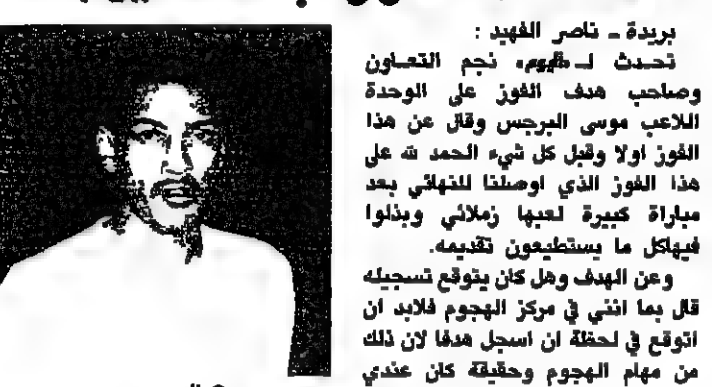 بريدة ـ ناصر الفهيد :
تحدث لـ «اليوم» نجم التعاون
وصاحب هدف الفوز على الوحدة
اللاعب موسى البرجس وقال عن هذا
الفوز اولا وقبل كل شيء الحمد لله على
هذا الفوز الذي اوصلنا للنهائي بعد
مباراة كبيرة لعبها زملائي وبذلوا
فيهاكل ما يستطيعون تقديمه.
وعن الهدف وهل كان يتوقع تسجيله
قال بما انني في مركز الهجوم فلابد ان
اتوقع في لحظة ان اسجل هدفا لان ذلك
من مهام الهجوم وحقيقة كان عندي